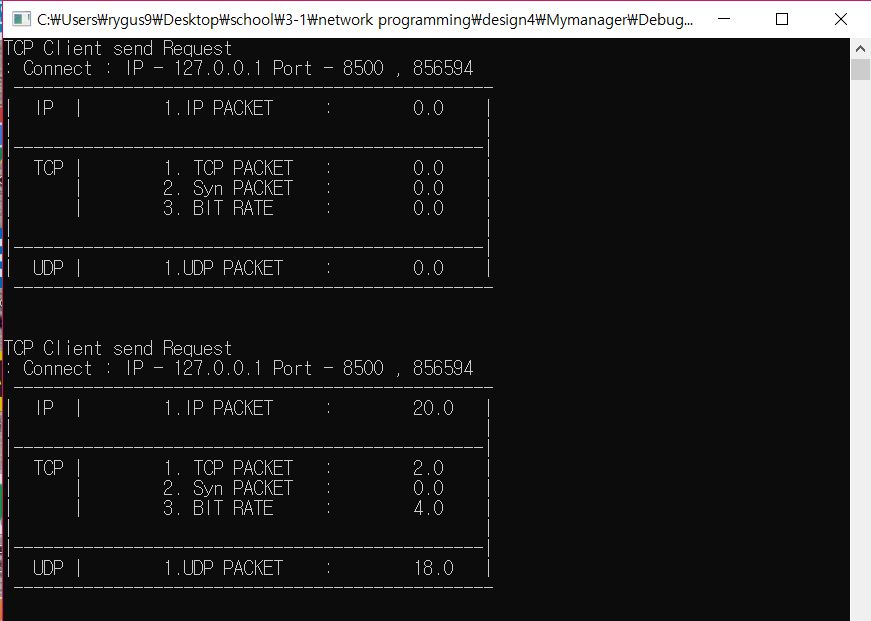 C:₩Users₩rygus9₩Desktop₩school₩3-1₩network programming₩design4₩Mymanager₩Debug...
TCP Client send Request
: Connect : IP - 127.0.0.1 Port - 8500 , 856594
-------------------------------------------------
|  IP  |        1.IP PACKET     :        0.0    |
|                                               |
|-----------------------------------------------|
|  TCP |        1. TCP PACKET   :        0.0    |
|      |        2. Syn PACKET   :        0.0    |
|      |        3. BIT RATE     :        0.0    |
|                                               |
|-----------------------------------------------|
|  UDP |        1.UDP PACKET    :        0.0    |
-------------------------------------------------
TCP Client send Request
: Connect : IP - 127.0.0.1 Port - 8500 , 856594
-------------------------------------------------
|  IP  |        1.IP PACKET     :        20.0   |
|                                               |
|-----------------------------------------------|
|  TCP |        1. TCP PACKET   :        2.0    |
|      |        2. Syn PACKET   :        0.0    |
|      |        3. BIT RATE     :        4.0    |
|                                               |
|-----------------------------------------------|
|  UDP |        1.UDP PACKET    :        18.0   |
-------------------------------------------------